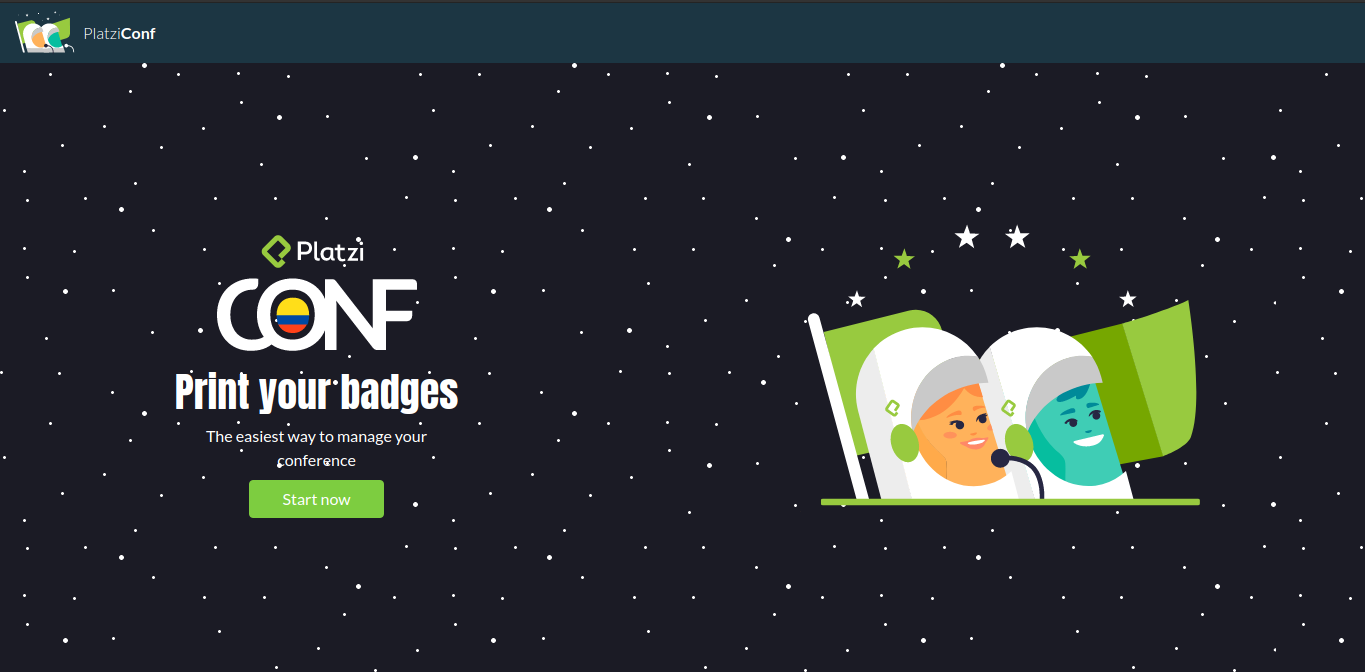 PlatziConf
Platzi
CONF
Print your badges
The easiest way to manage your
conference
Start now